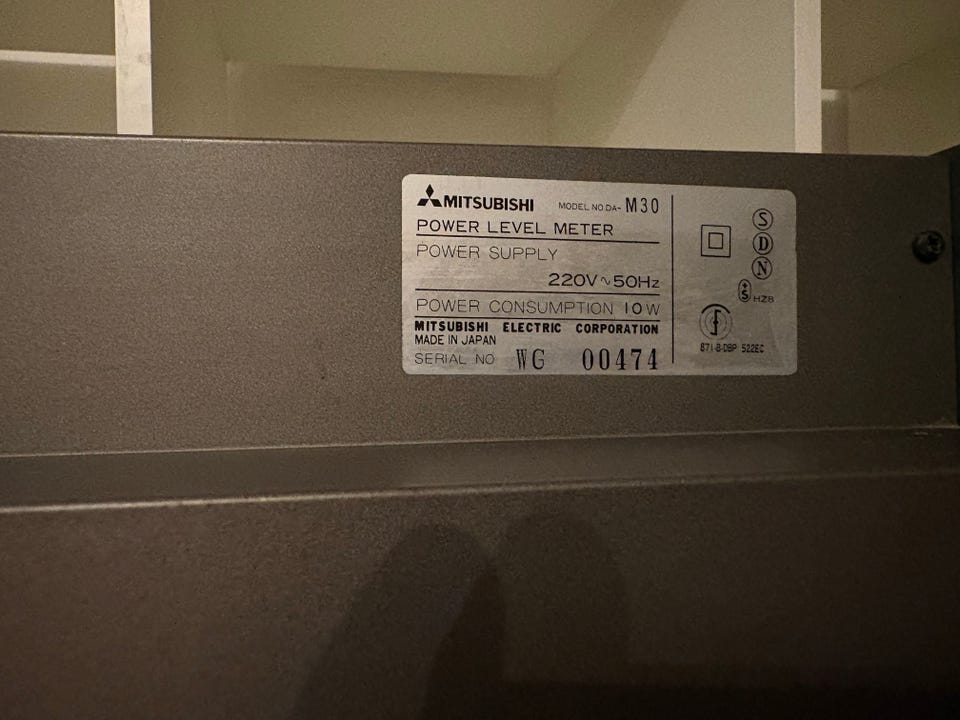 MITSUBISHI MODEL NO.DA-M30
POWER LEVEL METER
POWER SUPPLY
220V~50Hz
POWER CONSUMPTION 10W
MITSUBISHI ELECTRIC CORPORATION
MADE IN JAPAN
SERIAL NO WG 00474
S
D
N
+S HZB
871-B-DBP 522EC